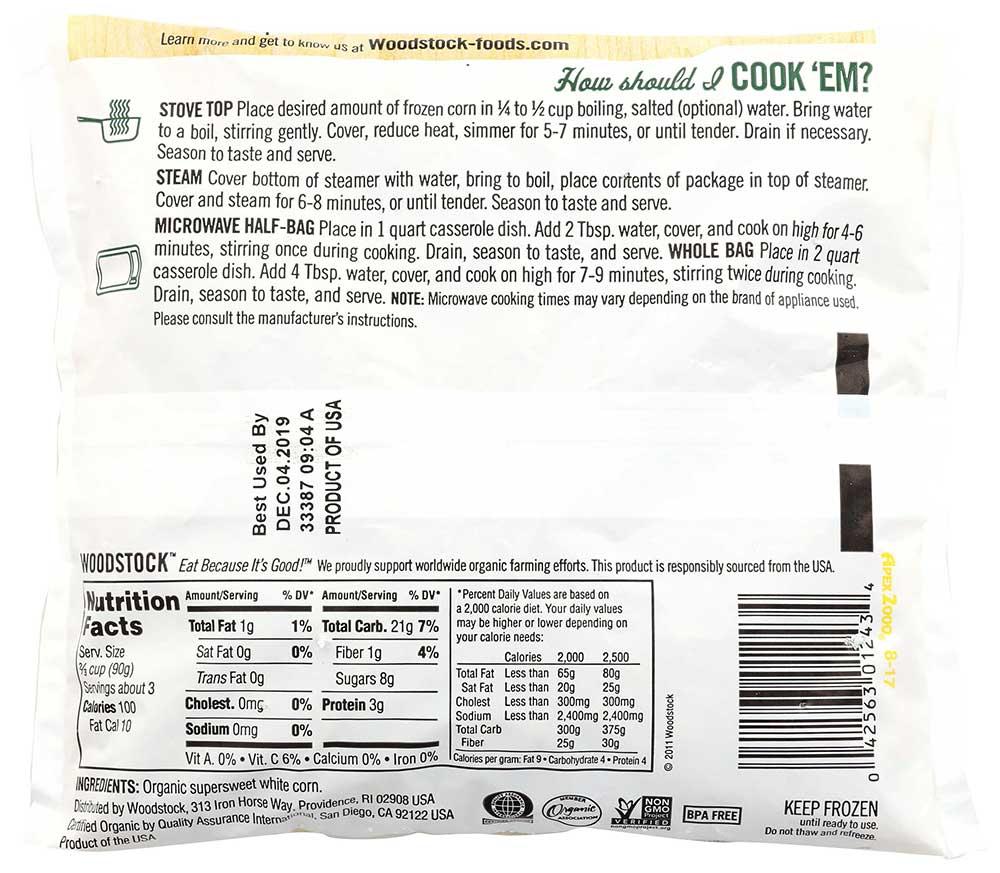 Learn more and get to know us at Woodstock-foods.com
How should I COOK 'EM?
STOVE TOP Place desired amount of frozen corn in ¼ to ½ cup boiling, salted (optional) water. Bring water
to a boil, stirring gently. Cover, reduce heat, simmer for 5-7 minutes, or until tender. Drain if necessary.
Season to taste and serve.
STEAM Cover bottom of steamer with water, bring to boil, place contents of package in top of steamer.
Cover and steam for 6-8 minutes, or until tender. Season to taste and serve.
MICROWAVE HALF-BAG Place in 1 quart casserole dish. Add 2 Tbsp. water, cover, and cook on high for 4-6
minutes, stirring once during cooking. Drain, season to taste, and serve. WHOLE BAG Place in 2 quart
casserole dish. Add 4 Tbsp. water, cover, and cook on high for 7-9 minutes, stirring twice during cooking.
Drain, season to taste, and serve. NOTE: Microwave cooking times may vary depending on the brand of appliance used.
Please consult the manufacturer's instructions.
Best Used By
DEC.04.2019
33387 09:04 A
PRODUCT OF USA
WOODSTOCK™ Eat Because It's Good!™ We proudly support worldwide organic farming efforts. This product is responsibly sourced from the USA.
Nutrition
Facts
Serv. Size
⅔ cup (90g)
Servings about 3
Calories 100
Fat Cal 10
Amount/Serving % DV*
Total Fat 1g 1%
Sat Fat 0g 0%
Trans Fat 0g
Cholest. 0mg 0%
Sodium 0mg 0%
Amount/Serving % DV*
Total Carb. 21g 7%
Fiber 1g 4%
Sugars 8g
Protein 3g
Vit A. 0% • Vit. C 6% • Calcium 0% • Iron 0%
*Percent Daily Values are based on
a 2,000 calorie diet. Your daily values
may be higher or lower depending on
your calorie needs:
Calories 2,000 2,500
Total Fat Less than 65g 80g
Sat Fat Less than 20g 25g
Cholest Less than 300mg 300mg
Sodium Less than 2,400mg 2,400mg
Total Carb 300g 375g
Fiber 25g 30g
Calories per gram: Fat 9 • Carbohydrate 4 • Protein 4
© 2011 Woodstock
0 42563 01243 4
APEX 2000, 8-17
INGREDIENTS: Organic supersweet white corn.
Distributed by Woodstock, 313 Iron Horse Way, Providence, RI 02908 USA
Certified Organic by Quality Assurance International, San Diego, CA 92122 USA
Product of the USA
MEMBER
Organic
ASSOCIATION
NON
GMO
Project
VERIFIED
nongmoproject.org
BPA FREE
KEEP FROZEN
until ready to use.
Do not thaw and refreeze.